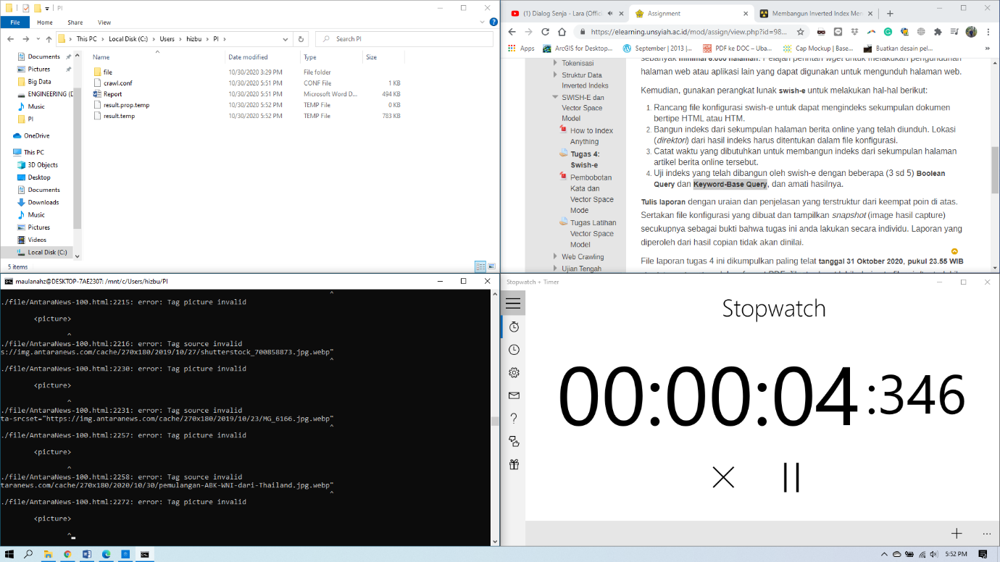 PI
File
Home
Share
View
This PC
Local Disk (C:)
Users
hizbu
PI
Search PI
Name
Date modified
Type
Size
Documents
Pictures
Big Data
ENGINEERING (D
Music
PI
OneDrive
This PC
3D Objects
Desktop
Documents
Downloads
Music
Pictures
Videos
Local Disk (C:)
file 10/30/2020 3:29 PM File folder
crawl.conf 10/30/2020 5:51 PM CONF File 1 KB
Report 10/30/2020 5:51 PM Microsoft Word D... 494 KB
result.prop.temp 10/30/2020 5:52 PM TEMP File 0 KB
result.temp 10/30/2020 5:52 PM TEMP File 783 KB
5 items
(1) Dialog Senja - Lara (Offici
Assignment
Membangun Inverted Index Men
https://elearning.unsyiah.ac.id/mod/assign/view.php?id=98...
Apps
ArcGIS for Desktop...
September | 2013 |...
PDF ke DOC – Uba...
Cap Mockup | Base...
Buatkan desain pel...
»
Tokenisasi
Struktur Data
Inverted Indeks
SWISH-E dan
Vector Space
Model
How to Index
Anything
Tugas 4:
Swish-e
Pembobotan
Kata dan
Vector Space
Mode
Tugas Latihan
Vector Space
Model
Web Crawling
Ujian Tengah
sebanyak minimal 6.000 halaman. Pelajari perintah wget untuk melakukan pengunduhan
halaman web atau aplikasi lain yang dapat digunakan untuk mengunduh halaman web.
Kemudian, gunakan perangkat lunak swish-e untuk melakukan hal-hal berikut:
1. Rancang file konfigurasi swish-e untuk dapat mengindeks sekumpulan dokumen
bertipe HTML atau HTM.
2. Bangun indeks dari sekumpulan halaman berita online yang telah diunduh. Lokasi
(direktori) dari hasil indeks harus ditentukan dalam file konfigurasi.
3. Catat waktu yang dibutuhkan untuk membangun indeks dari sekumpulan halaman
artikel berita online tersebut.
4. Uji indeks yang telah dibangun oleh swish-e dengan beberapa (3 sd 5) Boolean
Query dan Keyword-Base Query, dan amati hasilnya.
Tulis laporan dengan uraian dan penjelasan yang terstruktur dari keempat poin di atas.
Sertakan file konfigurasi yang dibuat dan tampilkan snapshot (image hasil capture)
secukupnya sebagai bukti bahwa tugas ini anda lakukan secara individu. Laporan yang
diperoleh dari hasil copian tidak akan dinilai.
File laporan tugas 4 ini dikumpulkan paling telat tanggal 31 Oktober 2020, pukul 23.55 WIB
maulanahz@DESKTOP-7AE2307: /mnt/c/Users/hizbu/PI
^
./file/AntaraNews-100.html:2215: error: Tag picture invalid
<picture>
^
./file/AntaraNews-100.html:2216: error: Tag source invalid
s://img.antaranews.com/cache/270x180/2019/10/27/shutterstock_700858873.jpg.webp"
^
./file/AntaraNews-100.html:2230: error: Tag picture invalid
<picture>
^
./file/AntaraNews-100.html:2231: error: Tag source invalid
ta-srcset="https://img.antaranews.com/cache/270x180/2019/10/23/MG_6166.jpg.webp"
^
./file/AntaraNews-100.html:2257: error: Tag picture invalid
<picture>
^
./file/AntaraNews-100.html:2258: error: Tag source invalid
taranews.com/cache/270x180/2020/10/30/pemulangan-ABK-WNI-dari-Thailand.jpg.webp"
^
./file/AntaraNews-100.html:2272: error: Tag picture invalid
<picture>
^
Stopwatch + Timer
Stopwatch
00:00:04:346
5:52 PM